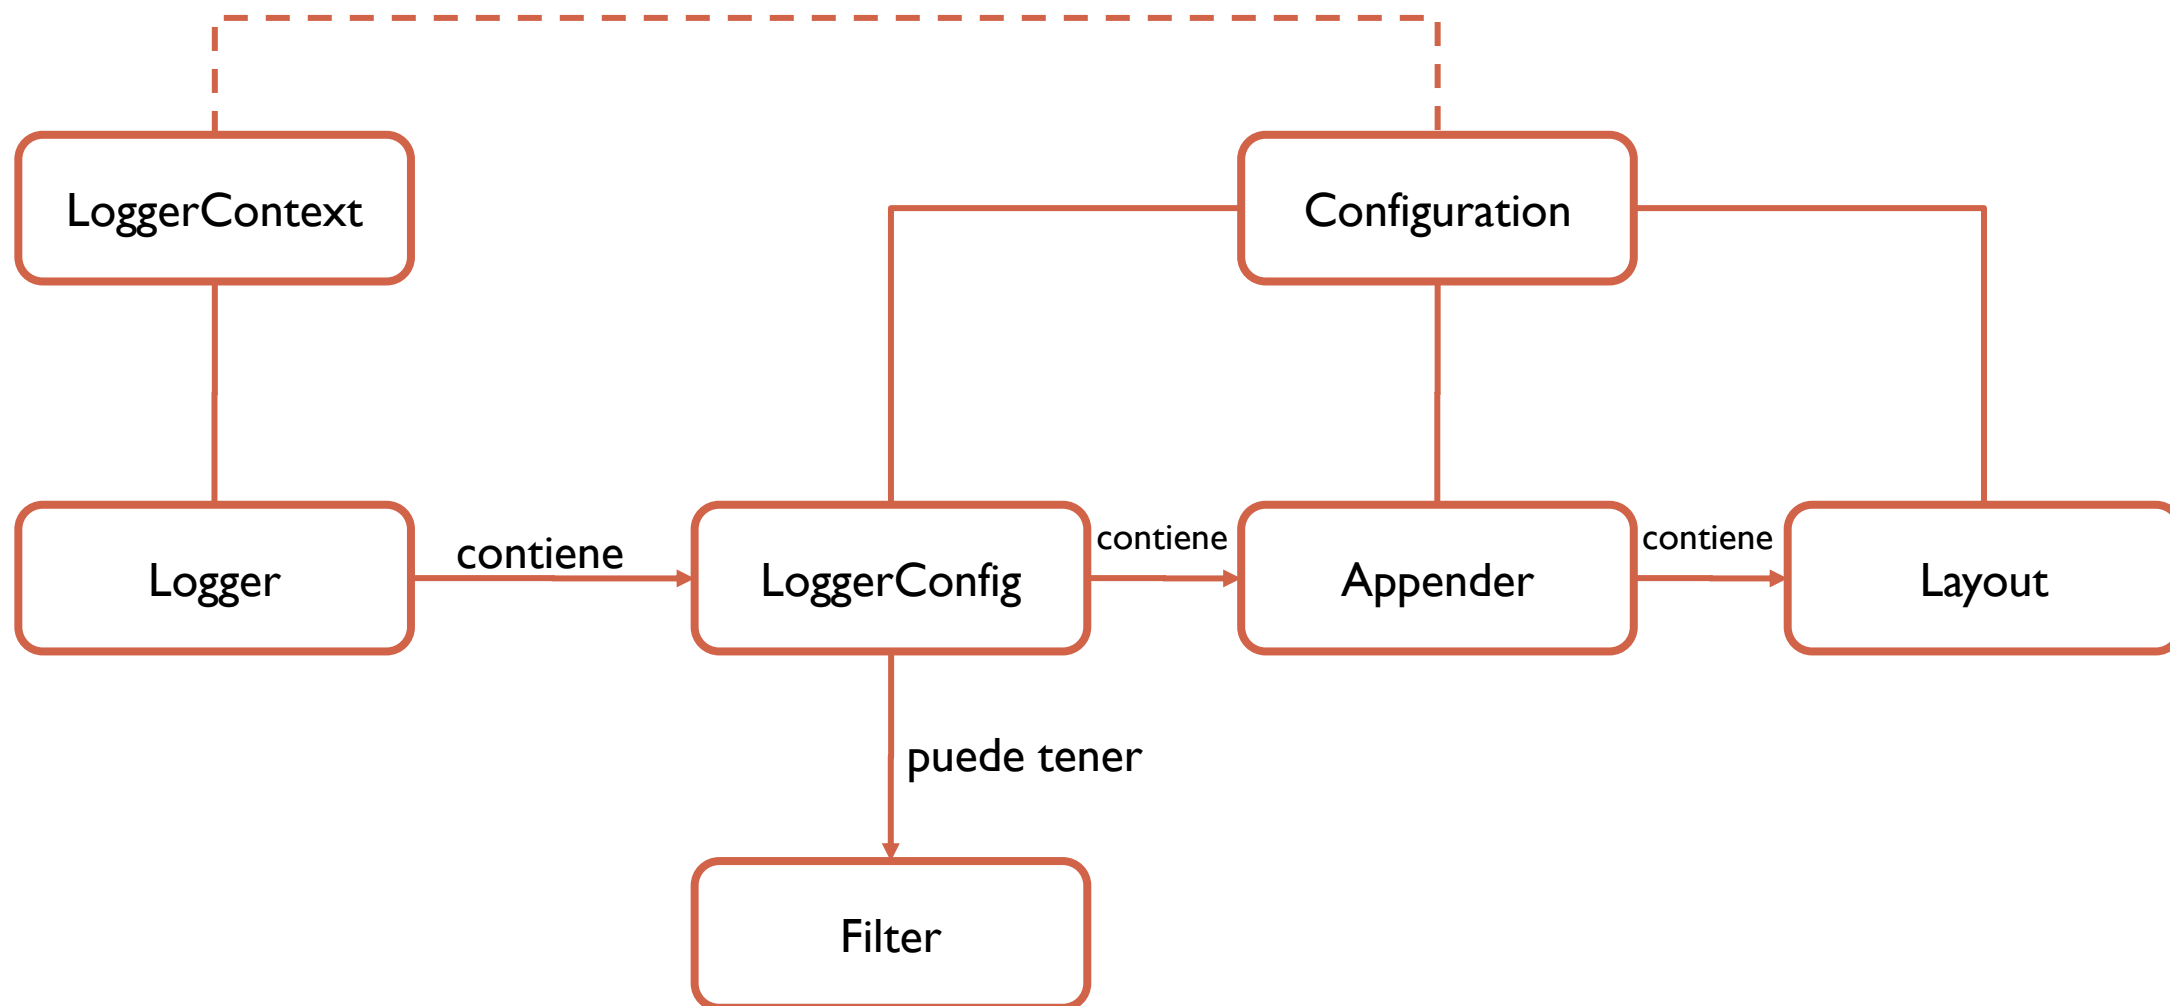 LoggerContext
Configuration
Logger
contiene
LoggerConfig
contiene
Appender
contiene
Layout
puede tener
Filter